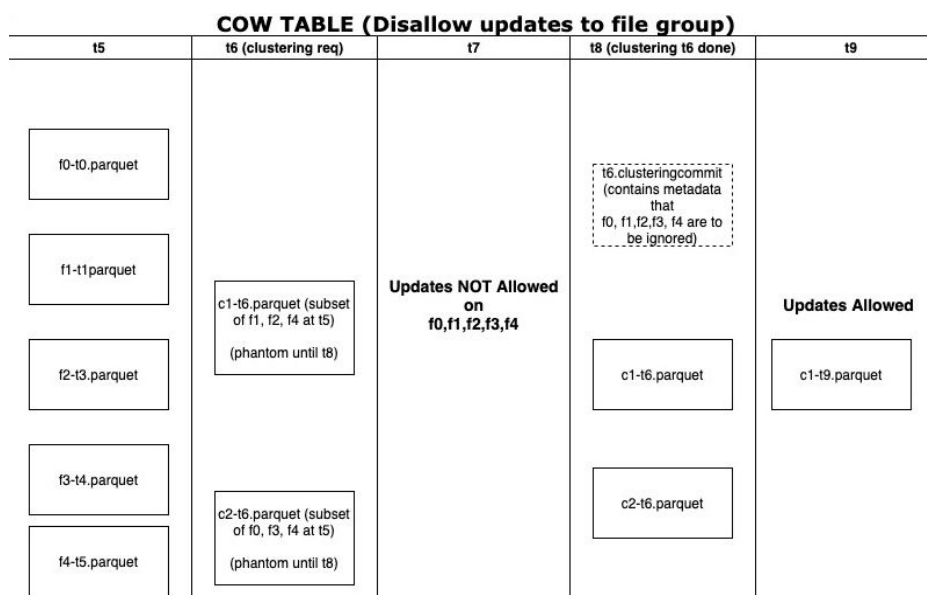 COW TABLE (Disallow updates to file group)
t5
t6 (clustering req)
t7
t8 (clustering t6 done)
t9
f0-t0.parquet
f1-t1parquet
f2-t3.parquet
f3-t4.parquet
f4-t5.parquet
c1-t6.parquet (subset
of f1, f2, f4 at t5)
(phantom until t8)
c2-t6.parquet (subset
of f0, f3, f4 at t5)
(phantom until t8)
Updates NOT Allowed
on
f0,f1,f2,f3,f4
t6.clusteringcommit
(contains metadata
that
f0, f1,f2,f3, f4 are to
be ignored)
c1-t6.parquet
c2-t6.parquet
Updates Allowed
c1-t9.parquet